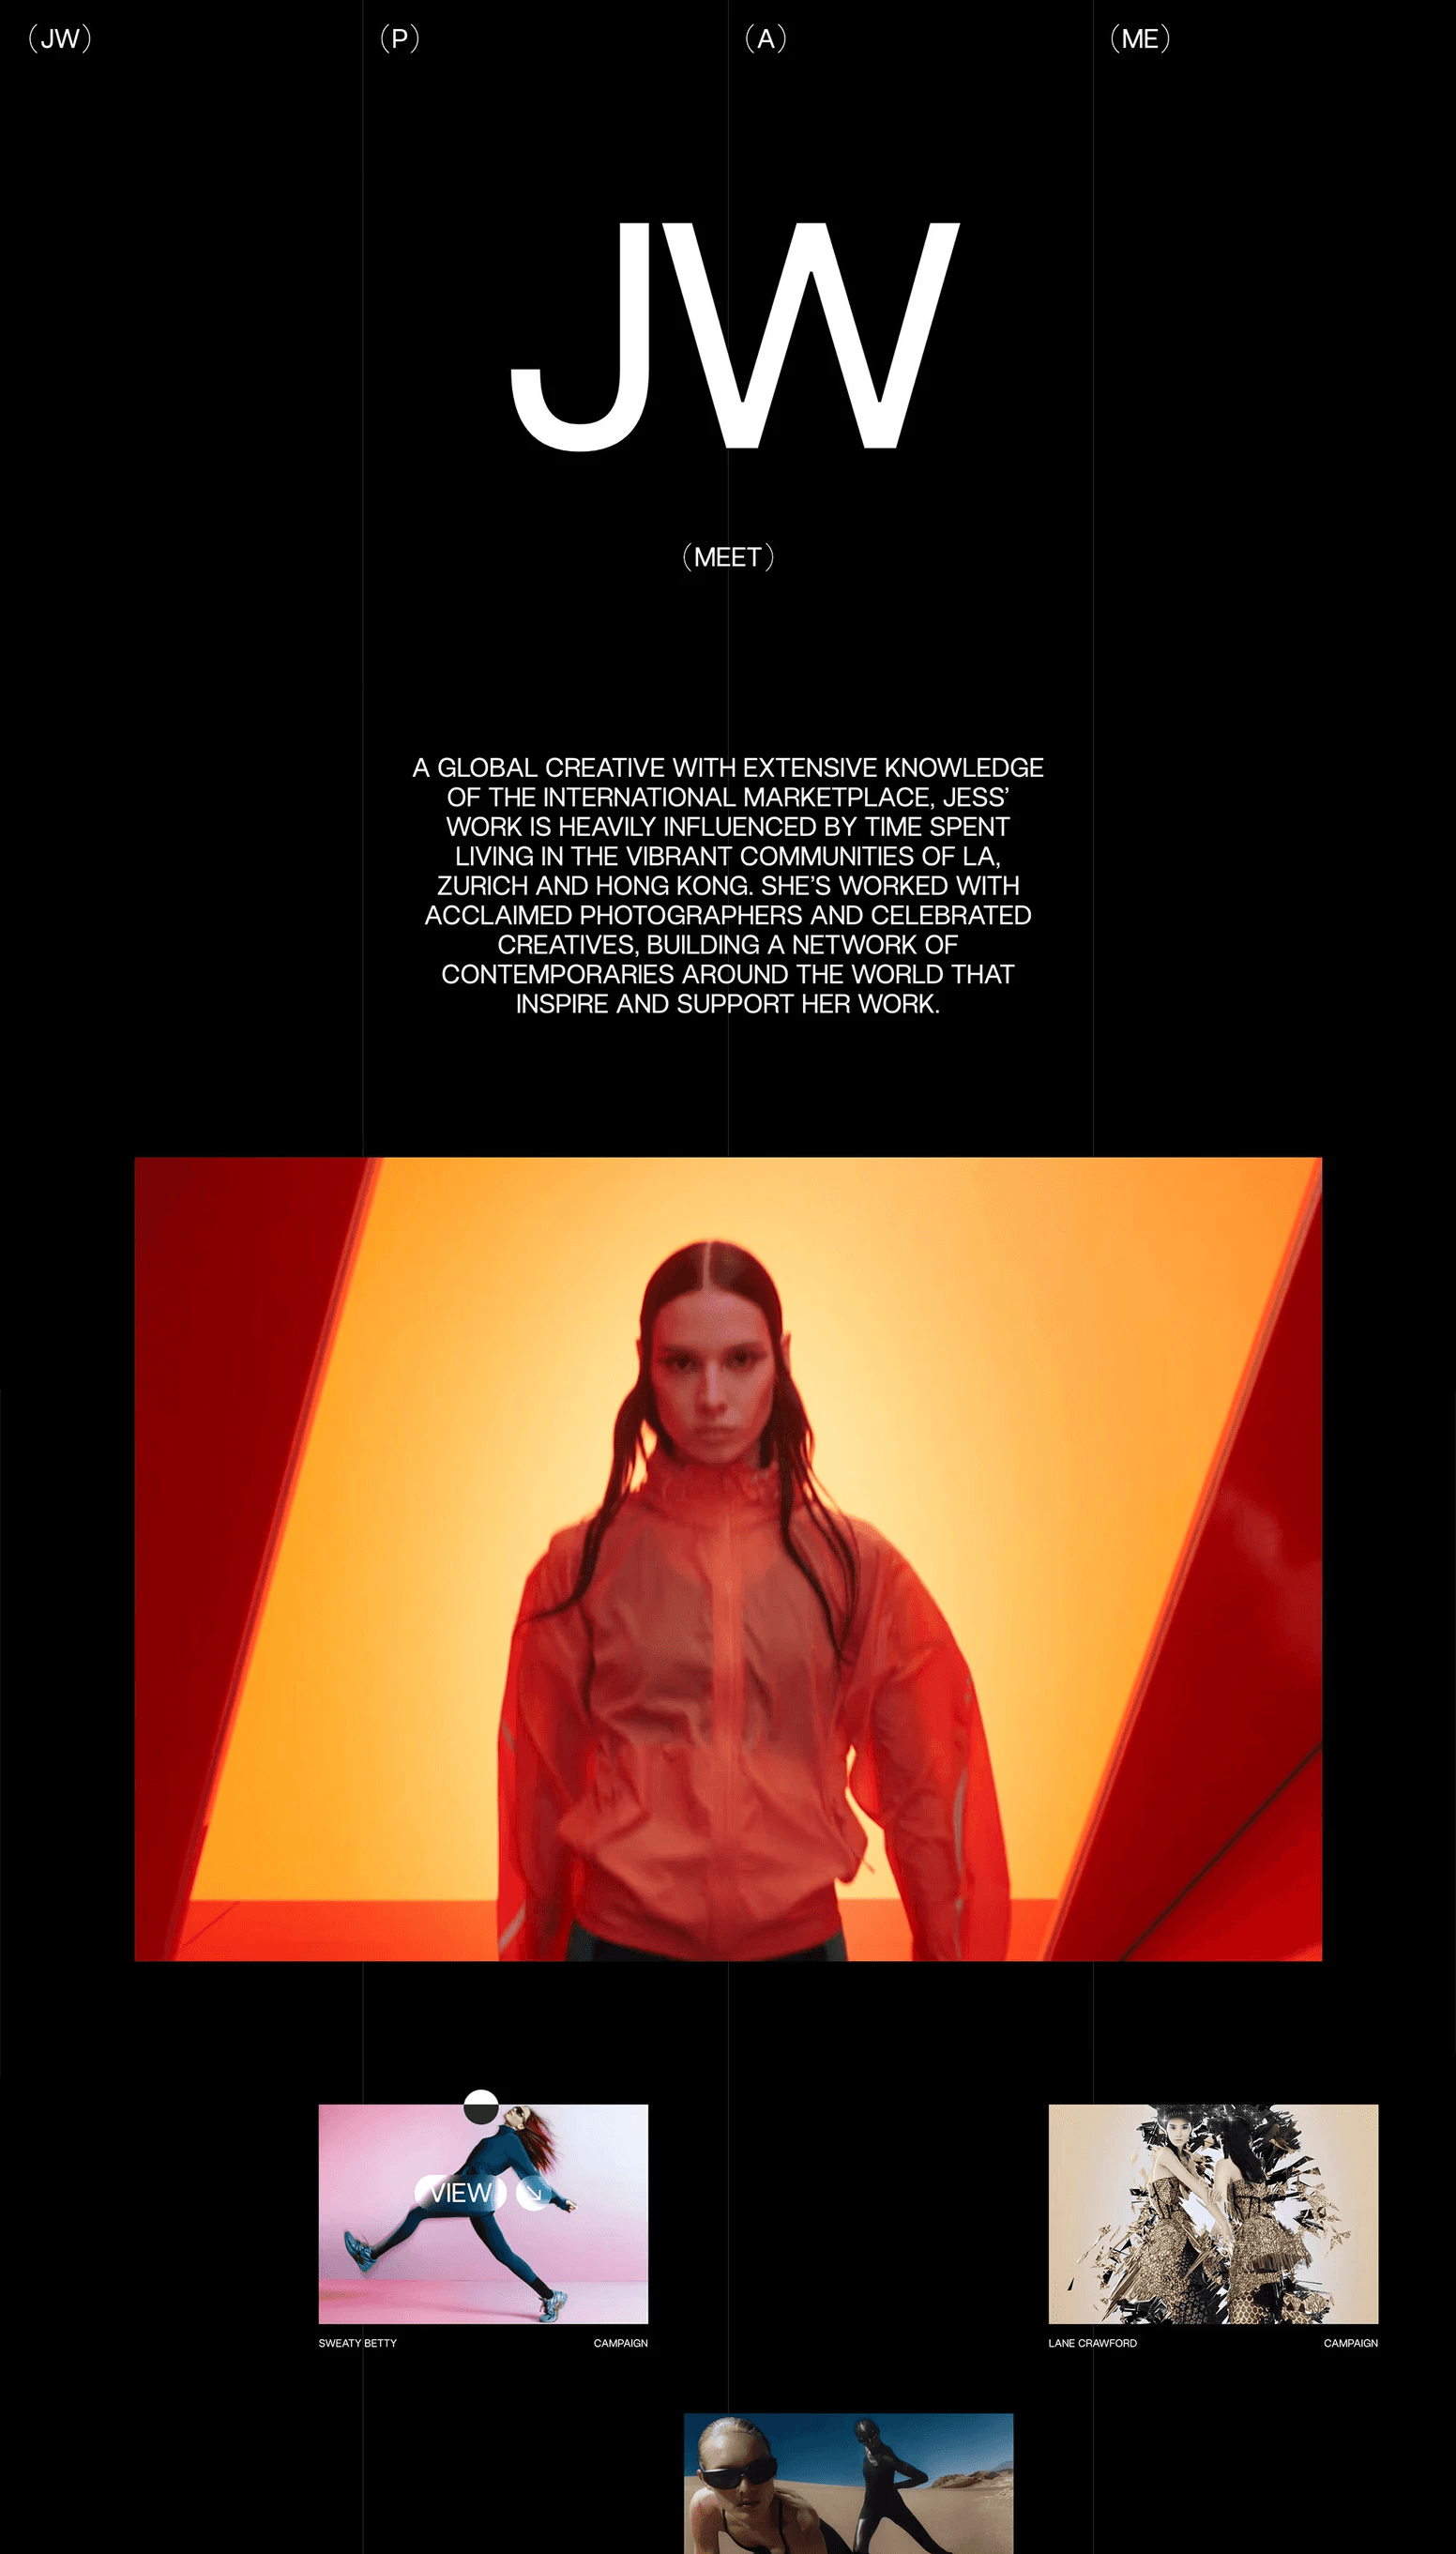 (JW)
(P)
(A)
(ME)
JW
(MEET)
A GLOBAL CREATIVE WITH EXTENSIVE KNOWLEDGE
OF THE INTERNATIONAL MARKETPLACE, JESS’
WORK IS HEAVILY INFLUENCED BY TIME SPENT
LIVING IN THE VIBRANT COMMUNITIES OF LA,
ZURICH AND HONG KONG. SHE’S WORKED WITH
ACCLAIMED PHOTOGRAPHERS AND CELEBRATED
CREATIVES, BUILDING A NETWORK OF
CONTEMPORARIES AROUND THE WORLD THAT
INSPIRE AND SUPPORT HER WORK.
VIEW
SWEATY BETTY
CAMPAIGN
LANE CRAWFORD
CAMPAIGN